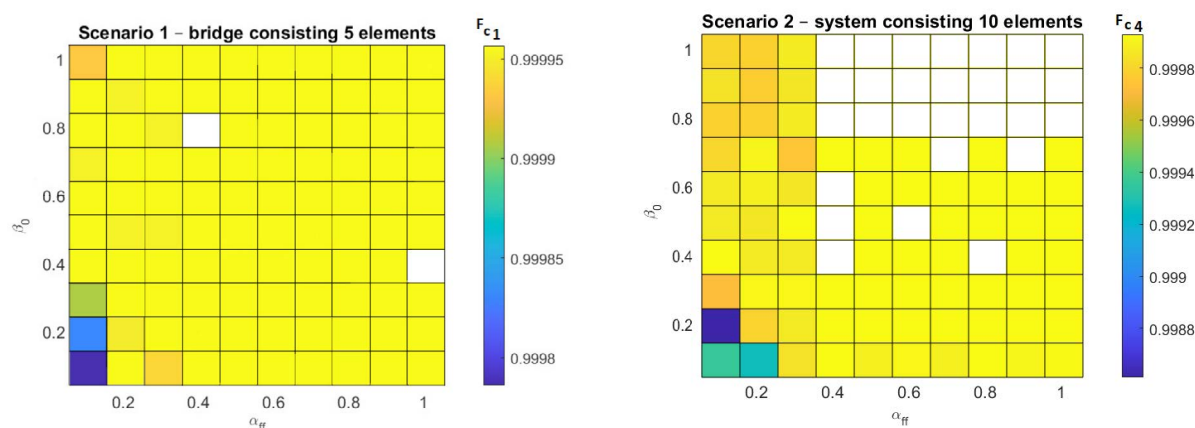 Scenario 1 – bridge consisting 5 elements
Fc1
1
0.8
0.6
0.4
0.2
β0
0.2 0.4 0.6 0.8 1
αff
0.99995
0.9999
0.99985
0.9998
Scenario 2 – system consisting 10 elements
Fc4
1
0.8
0.6
0.4
0.2
β0
0.2 0.4 0.6 0.8 1
αff
0.9998
0.9996
0.9994
0.9992
0.999
0.9988